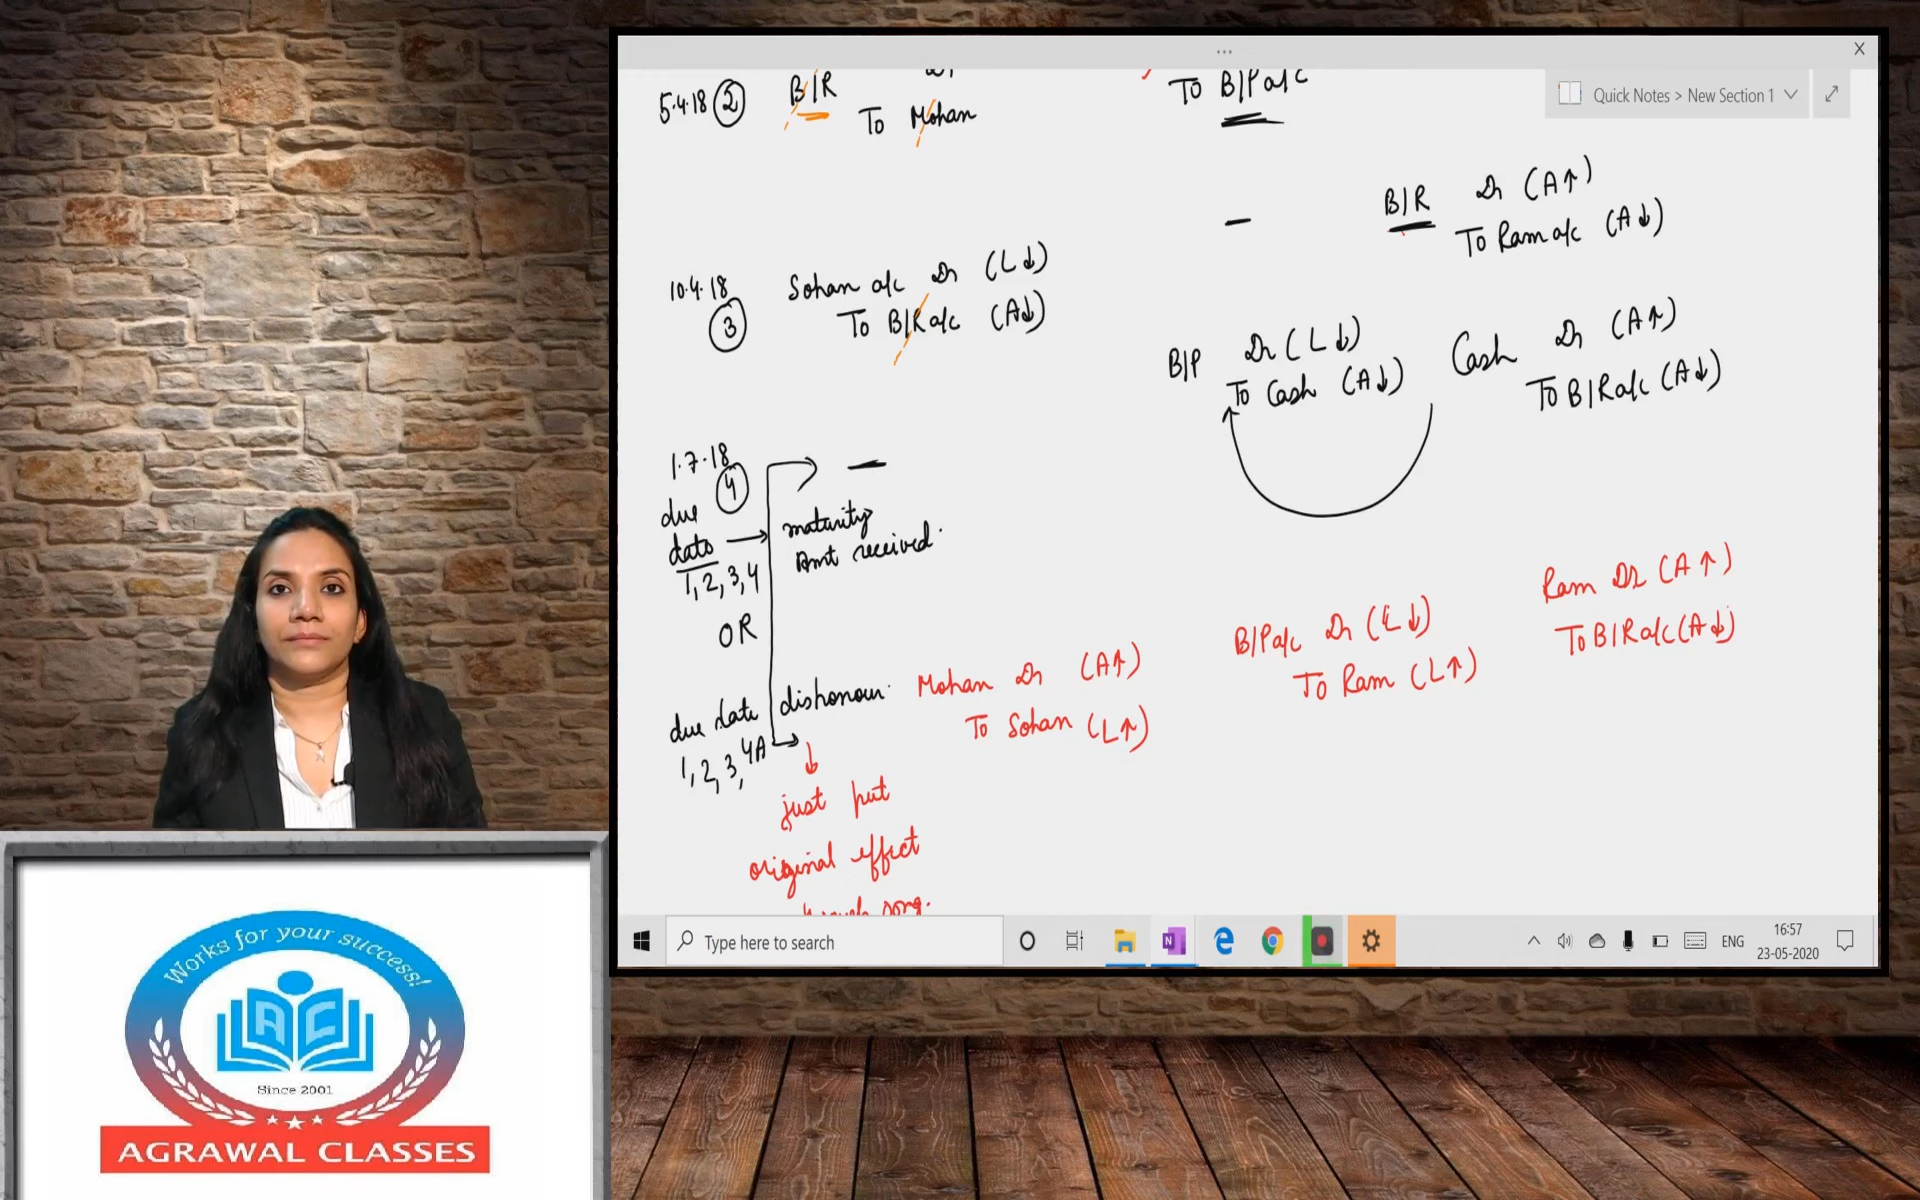 Quick Notes > New Section 1
5.4.18 (2) B/R
To Mohan
To B/P a/c
B/R Dr (A↑)
To Ram a/c (A↓)
10.4.18
(3)
Sohan a/c Dr (L↓)
To B/R a/c (A↓)
B/P Dr (L↓)
To Cash (A↓)
Cash Dr (A↑)
To B/R a/c (A↓)
1.7.18
(4)
due
date
1,2,3,4
maturity
Amt received.
OR
due date
1,2,3,4A
dishonour.
Mohan Dr (A↑)
To Sohan (L↑)
B/P a/c Dr (L↓)
To Ram (L↑)
Ram Dr (A↑)
To B/R a/c (A↓)
just put
original effect
song.
Type here to search
ENG
16:57
23-05-2020
Works for your success!
AC
Since 2001
AGRAWAL CLASSES